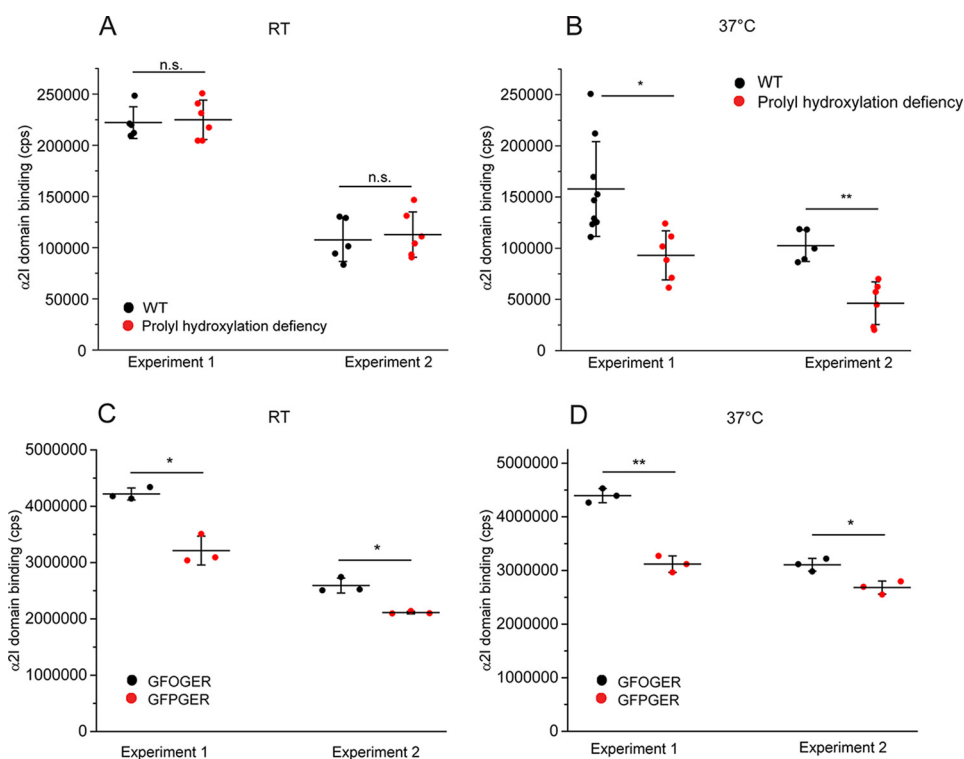 A
RT
n.s.
n.s.
250000
200000
150000
100000
50000
0
α2I domain binding (cps)
WT
Prolyl hydroxylation defiency
Experiment 1
Experiment 2
B
37°C
WT
Prolyl hydroxylation defiency
*
**
250000
200000
150000
100000
50000
0
α2I domain binding (cps)
Experiment 1
Experiment 2
C
RT
*
*
5000000
4000000
3000000
2000000
1000000
0
α2I domain binding (cps)
GFOGER
GFPGER
Experiment 1
Experiment 2
D
37°C
**
*
5000000
4000000
3000000
2000000
1000000
0
α2I domain binding (cps)
GFOGER
GFPGER
Experiment 1
Experiment 2